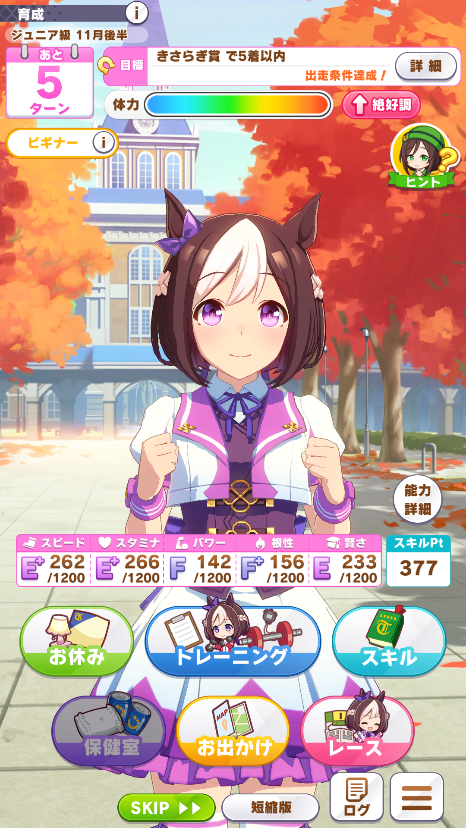 育成
ジュニア級 11月後半
あと
5
ターン
目標
きさらぎ賞 で5着以内
出走条件達成!
詳細
体力
絶好調
ビギナー
ヒント
能力
詳細
スピード
スタミナ
パワー
根性
賢さ
スキルPt
E+ 262
/1200
E+ 266
/1200
F 142
/1200
F+ 156
/1200
E 233
/1200
377
お休み
トレーニング
スキル
保健室
お出かけ
レース
SKIP
短縮版
ログ